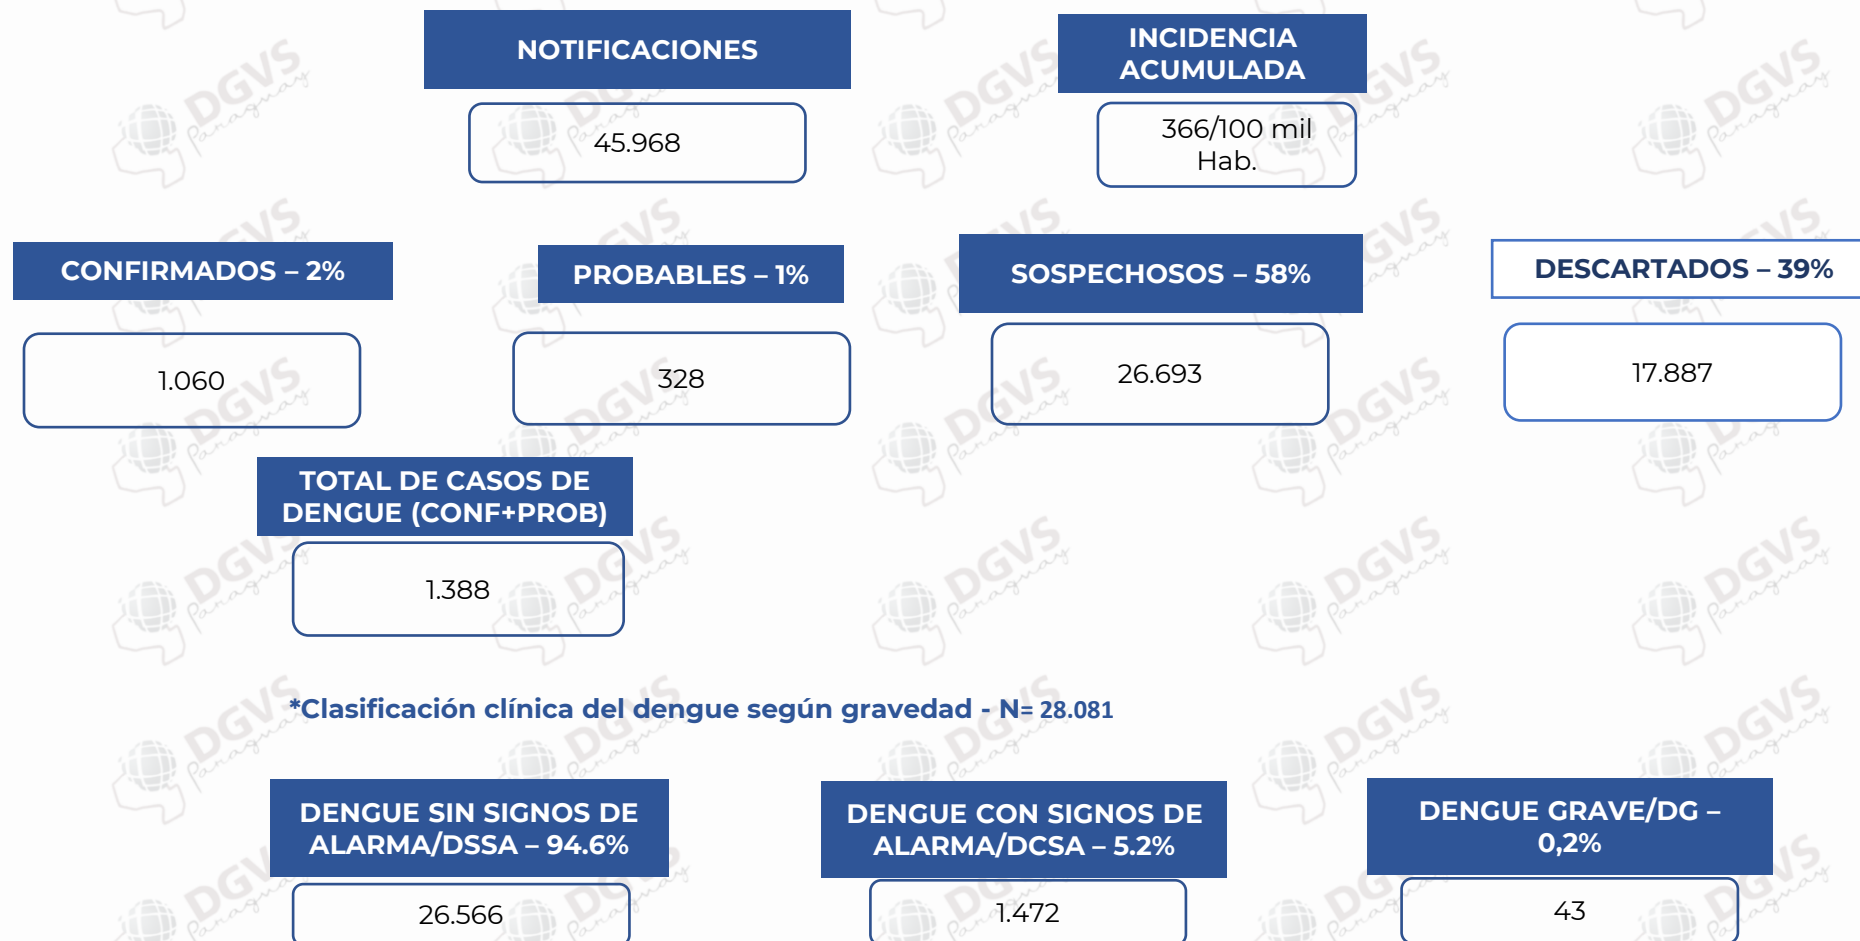 NOTIFICACIONES
45.968
INCIDENCIA
ACUMULADA
366/100 mil
Hab.
CONFIRMADOS – 2%
1.060
PROBABLES – 1%
328
SOSPECHOSOS – 58%
26.693
DESCARTADOS – 39%
17.887
TOTAL DE CASOS DE
DENGUE (CONF+PROB)
1.388
*Clasificación clínica del dengue según gravedad - N= 28.081
DENGUE SIN SIGNOS DE
ALARMA/DSSA – 94.6%
26.566
DENGUE CON SIGNOS DE
ALARMA/DCSA – 5.2%
1.472
DENGUE GRAVE/DG –
0,2%
43
DGVS
Paraguay